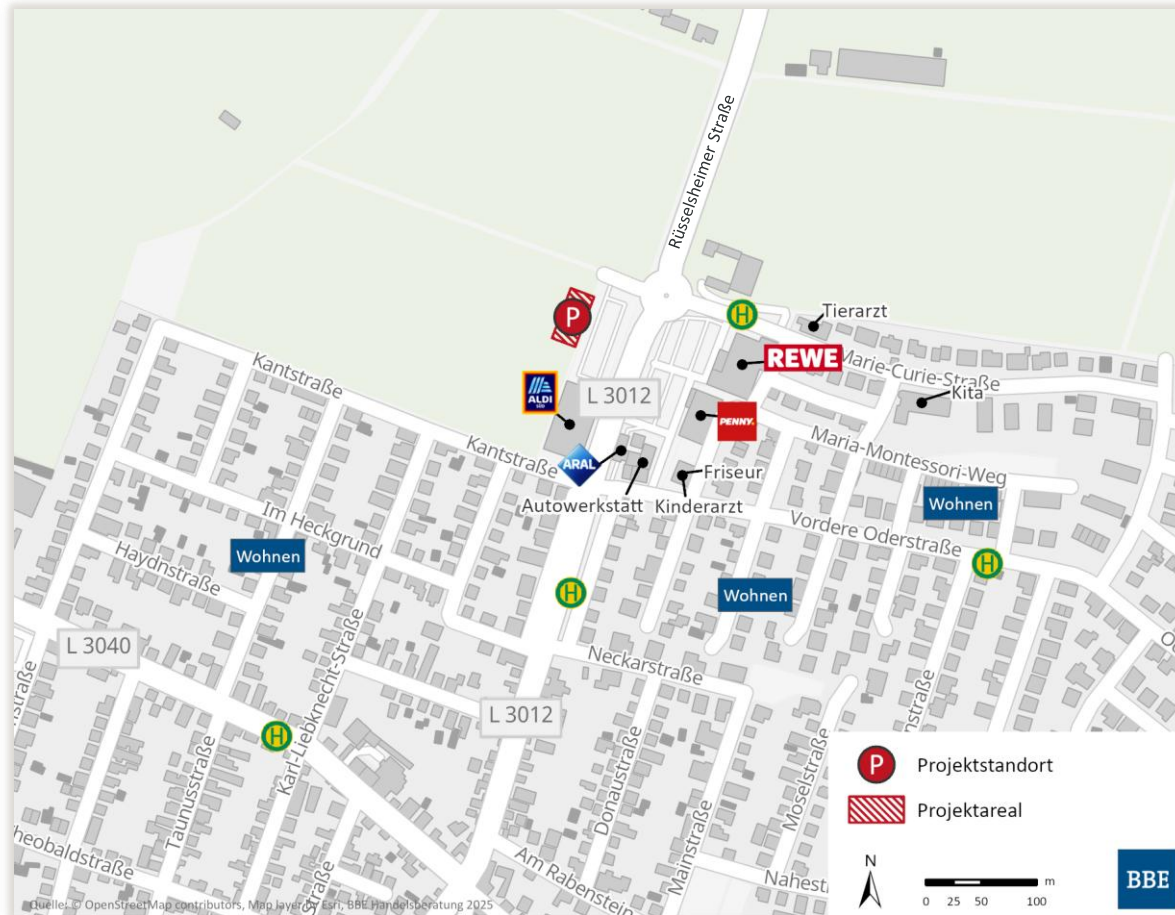 Rüsselsheimer Straße
H
Tierarzt
P
REWE
Marie-Curie-Straße
Kantstraße
ALDI
SÜD
L 3012
Kita
PENNY.
Maria-Montessori-Weg
Kantstraße
ARAL
Friseur
Autowerkstatt
Kinderarzt
Wohnen
Im Heckgrund
Vordere Oderstraße
Wohnen
Haydnstraße
H
H
Wohnen
L 3040
Neckarstraße
Karl-Liebknecht-Straße
L 3012
H
Taunusstraße
Donaustraße
Moselstraße
Mainstraße
P
Projektstandort
Projektareal
Am Rabenstein
Nahest
N
m
0 25 50 100
BBE
Quelle: © OpenStreetMap contributors, Map layer by Esri, BBE Handelsberatung 2025